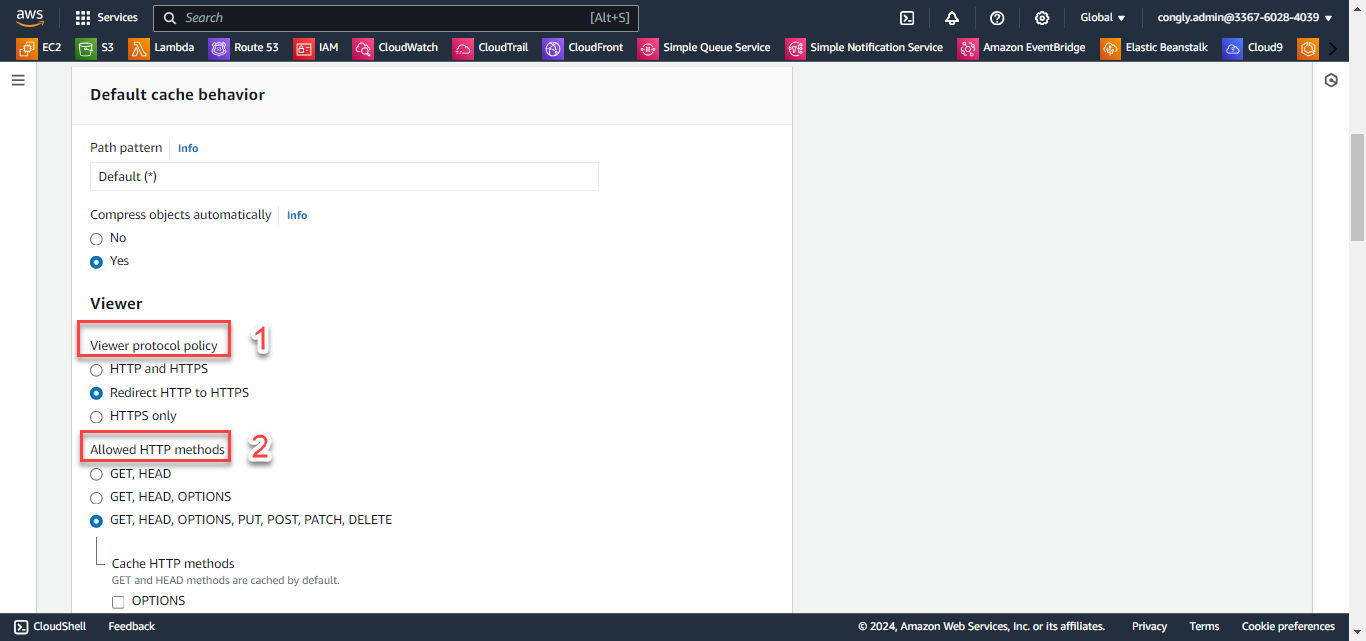 aws Services Search [Alt+S] Global congly.admin@3367-6028-4039
EC2 S3 Lambda Route 53 IAM CloudWatch CloudTrail CloudFront Simple Queue Service Simple Notification Service Amazon EventBridge Elastic Beanstalk Cloud9
Default cache behavior
Path pattern Info
Default (*)
Compress objects automatically Info
No
Yes
Viewer
Viewer protocol policy 1
HTTP and HTTPS
Redirect HTTP to HTTPS
HTTPS only
Allowed HTTP methods 2
GET, HEAD
GET, HEAD, OPTIONS
GET, HEAD, OPTIONS, PUT, POST, PATCH, DELETE
Cache HTTP methods
GET and HEAD methods are cached by default.
OPTIONS
CloudShell Feedback © 2024, Amazon Web Services, Inc. or its affiliates. Privacy Terms Cookie preferences